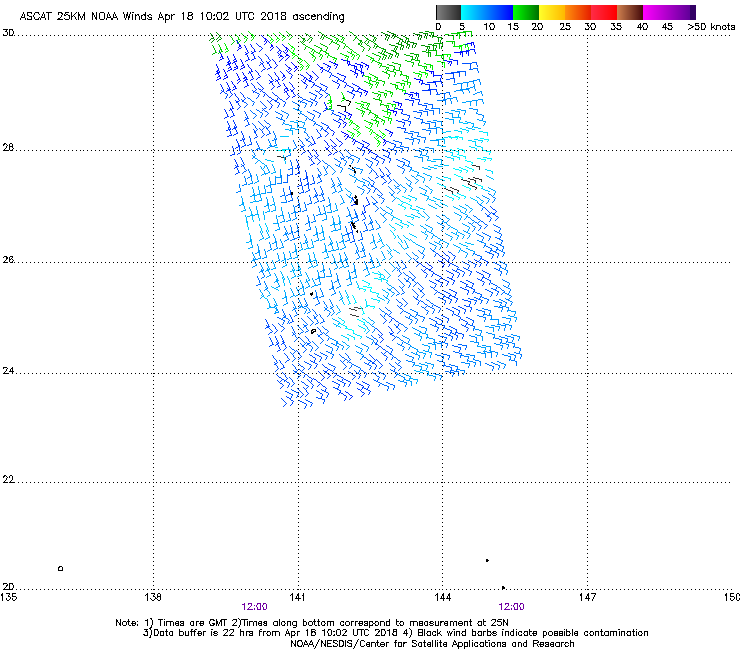 ASCAT 25KM NOAA Winds Apr 18 10:02 UTC 2018 ascending
0 5 10 15 20 25 30 35 40 45 >50 knots
30
28
26
24
22
20
135 138 141 144 147 150
12:00 12:00
Note: 1) Times are GMT 2)Times along bottom correspond to measurement at 25N
3)Data buffer is 22 hrs from Apr 18 10:02 UTC 2018 4) Black wind barbs indicate possible contamination
NOAA/NESDIS/Center for Satellite Applications and Research